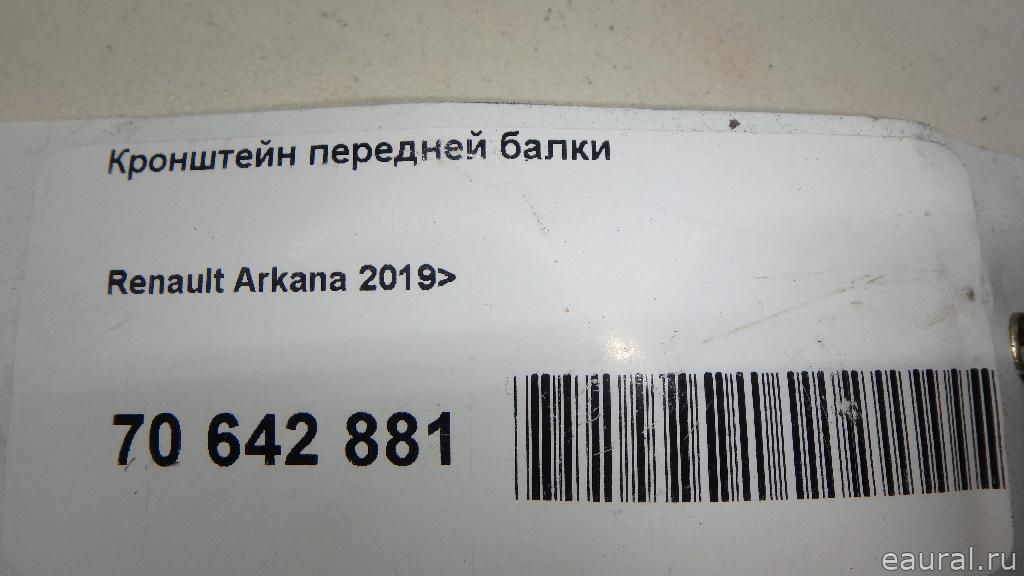 Кронштейн передней балки
Renault Arkana 2019>
70 642 881
eaural.ru